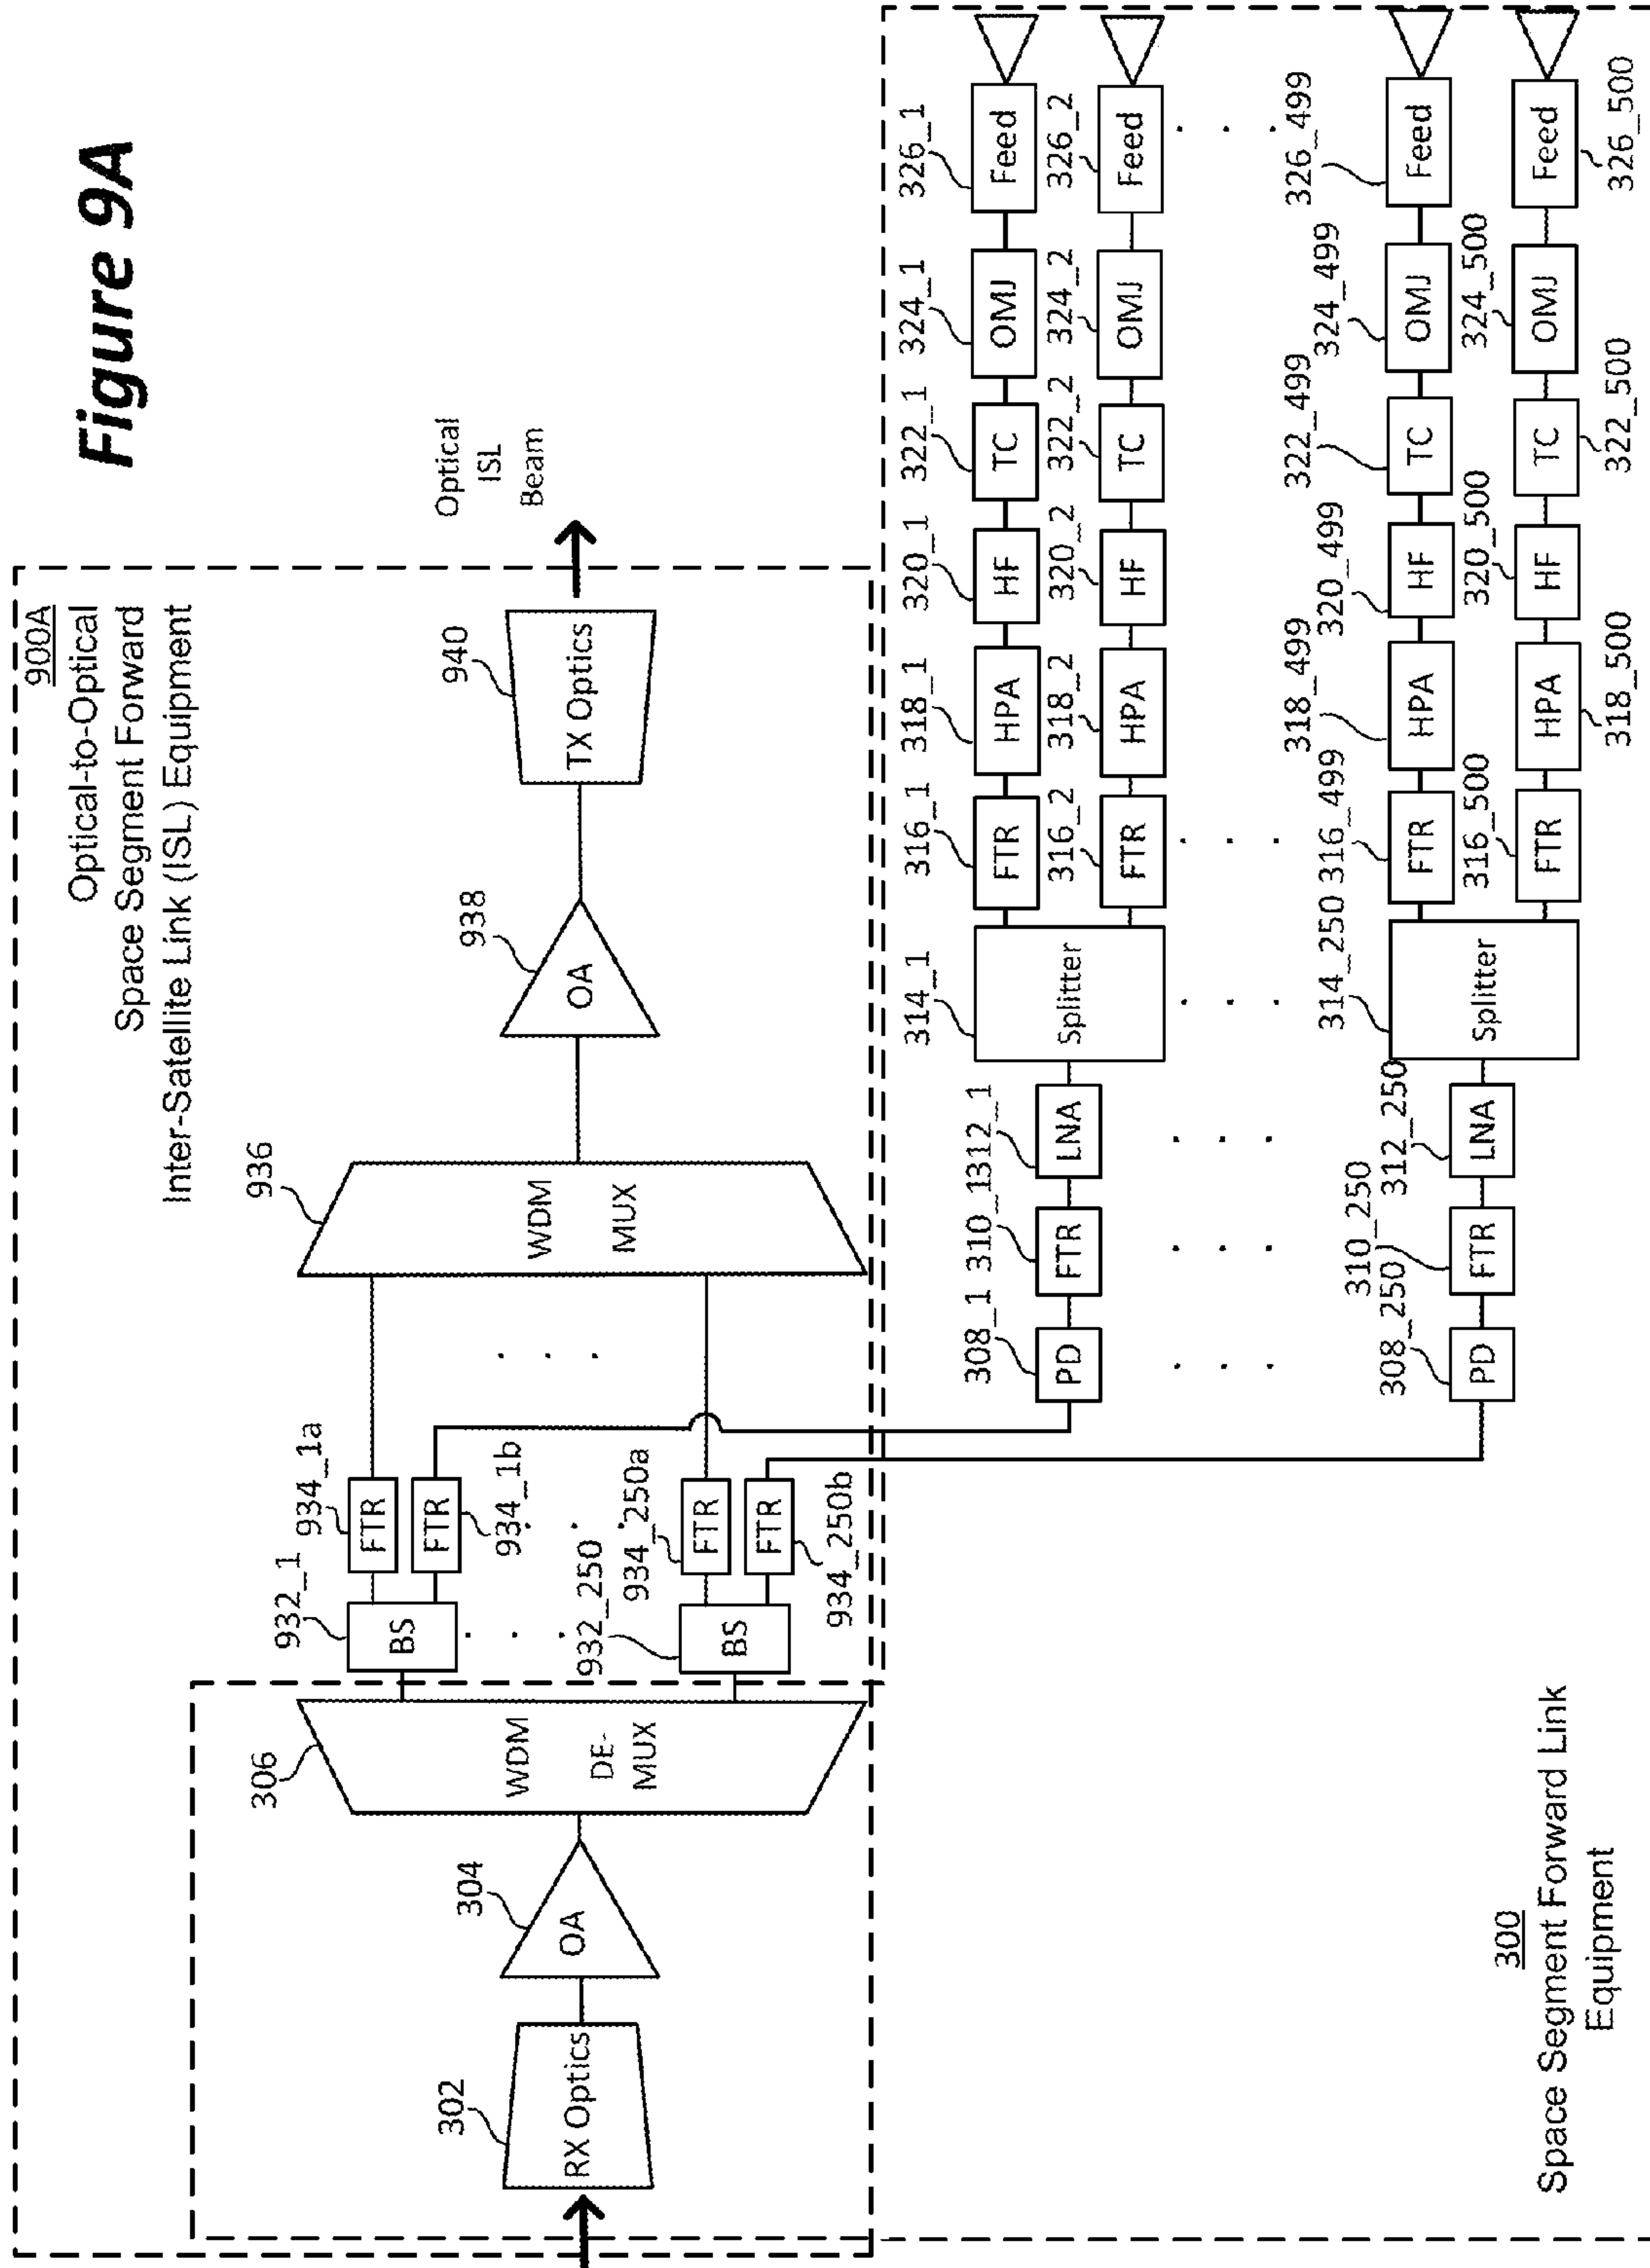 Figure 9A
900A
Optical-to-Optical
Space Segment Forward
Inter-Satellite Link (ISL) Equipment
Optical
ISL
Beam
302
RX Optics
304
OA
306
WDM
DE-
MUX
932_1
BS
934_1a
FTR
FTR
934_1b
932_250
BS
934_250a
FTR
FTR
934_250b
936
WDM
MUX
938
OA
940
TX Optics
308_1
PD
310_1
FTR
312_1
LNA
314_1
Splitter
316_1
FTR
318_1
HPA
320_1
HF
322_1
TC
324_1
OMJ
326_1
Feed
316_2
FTR
318_2
HPA
320_2
HF
322_2
TC
324_2
OMJ
326_2
Feed
308_250
PD
310_250
FTR
312_250
LNA
314_250
Splitter
316_499
FTR
318_499
HPA
320_499
HF
322_499
TC
324_499
OMJ
326_499
Feed
316_500
FTR
318_500
HPA
320_500
HF
322_500
TC
324_500
OMJ
326_500
Feed
300
Space Segment Forward Link
Equipment